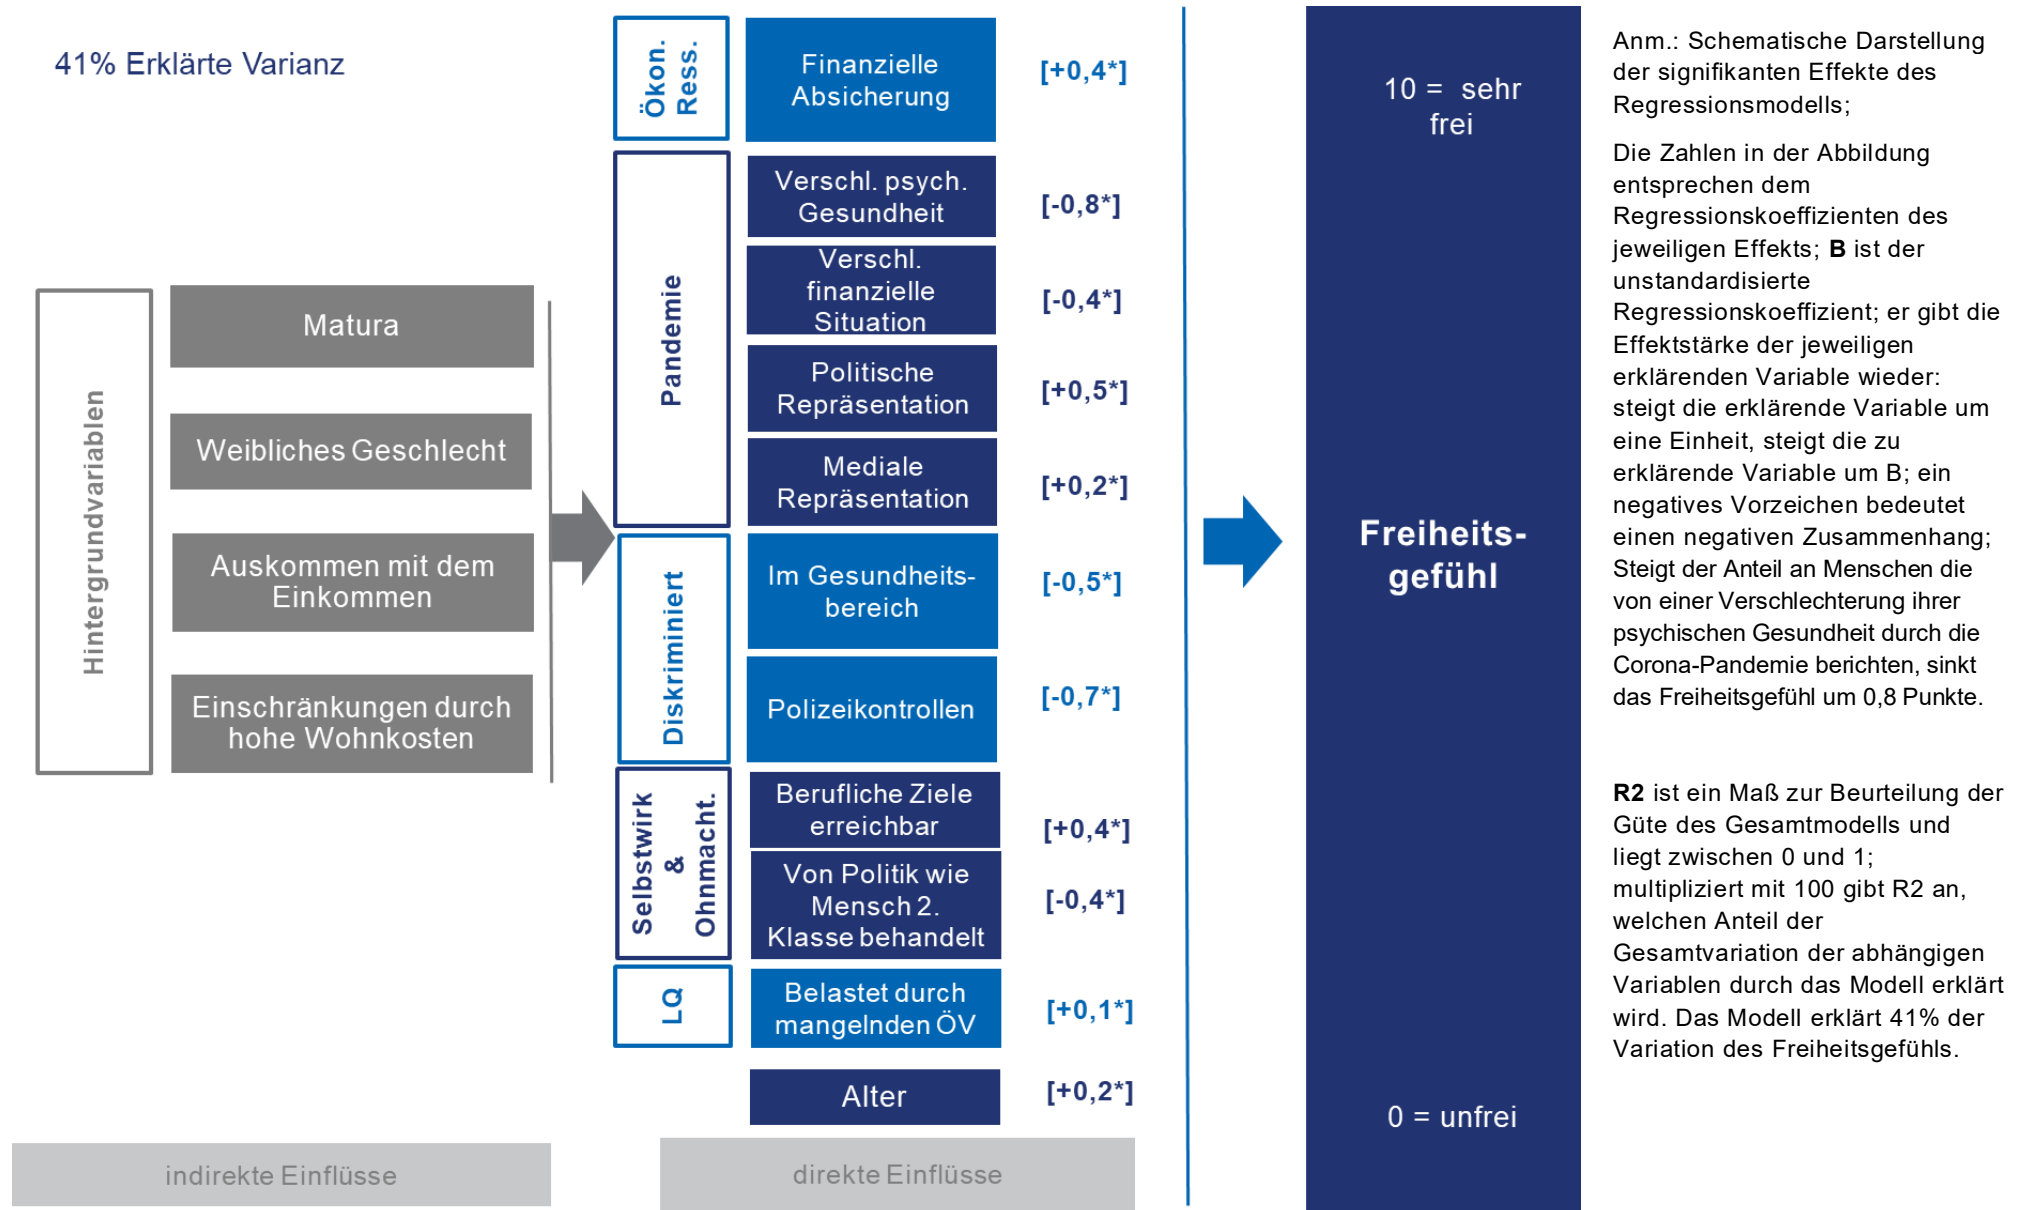 41% Erklärte Varianz
Hintergrundvariablen
Matura
Weibliches Geschlecht
Auskommen mit dem
Einkommen
Einschränkungen durch
hohe Wohnkosten
indirekte Einflüsse
Ökon.
Ress.
Finanzielle
Absicherung
[+0,4*]
Pandemie
Verschl. psych.
Gesundheit
[-0,8*]
Verschl.
finanzielle
Situation
[-0,4*]
Politische
Repräsentation
[+0,5*]
Mediale
Repräsentation
[+0,2*]
Diskriminiert
Im Gesundheits-
bereich
[-0,5*]
Polizeikontrollen
[-0,7*]
Selbstwirk
&
Ohnmacht.
Berufliche Ziele
erreichbar
[+0,4*]
Von Politik wie
Mensch 2.
Klasse behandelt
[-0,4*]
LQ
Belastet durch
mangelnden ÖV
[+0,1*]
Alter
[+0,2*]
direkte Einflüsse
10 = sehr
frei
Freiheits-
gefühl
0 = unfrei
Anm.: Schematische Darstellung
der signifikanten Effekte des
Regressionsmodells;
Die Zahlen in der Abbildung
entsprechen dem
Regressionskoeffizienten des
jeweiligen Effekts; B ist der
unstandardisierte
Regressionskoeffizient; er gibt die
Effektstärke der jeweiligen
erklärenden Variable wieder:
steigt die erklärende Variable um
eine Einheit, steigt die zu
erklärende Variable um B; ein
negatives Vorzeichen bedeutet
einen negativen Zusammenhang;
Steigt der Anteil an Menschen die
von einer Verschlechterung ihrer
psychischen Gesundheit durch die
Corona-Pandemie berichten, sinkt
das Freiheitsgefühl um 0,8 Punkte.
R2 ist ein Maß zur Beurteilung der
Güte des Gesamtmodells und
liegt zwischen 0 und 1;
multipliziert mit 100 gibt R2 an,
welchen Anteil der
Gesamtvariation der abhängigen
Variablen durch das Modell erklärt
wird. Das Modell erklärt 41% der
Variation des Freiheitsgefühls.